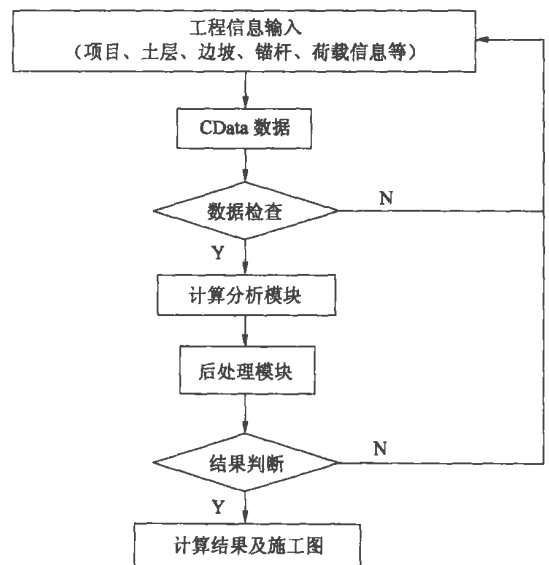 工程信息输入
(项目、土层、边坡、锚杆、荷载信息等)
CData 数据
数据检查
N
Y
计算分析模块
后处理模块
结果判断
N
Y
计算结果及施工图